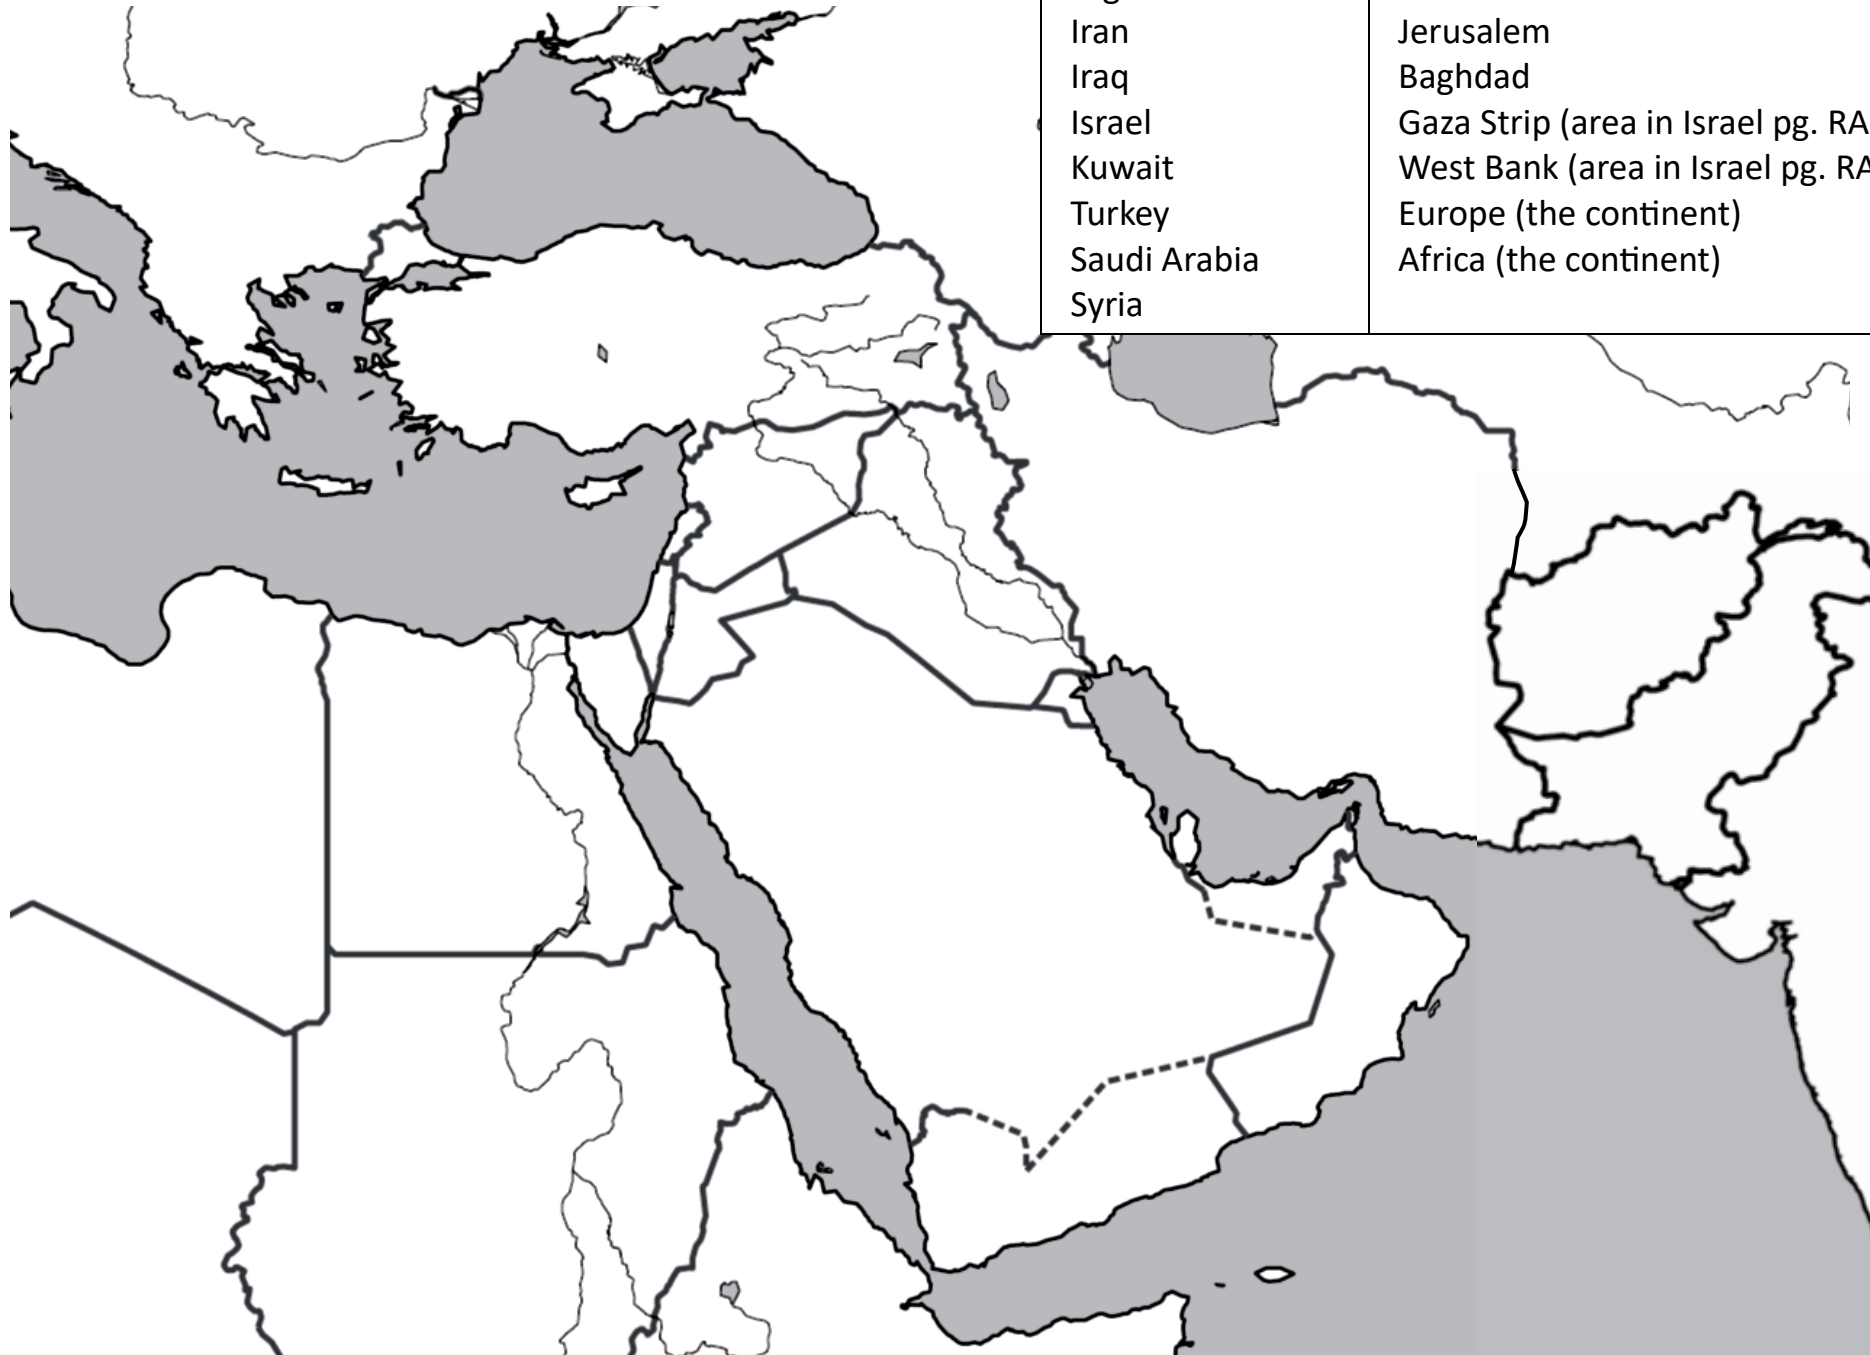 Iran
Iraq
Israel
Kuwait
Turkey
Saudi Arabia
Syria
Jerusalem
Baghdad
Gaza Strip (area in Israel pg. RA
West Bank (area in Israel pg. RA
Europe (the continent)
Africa (the continent)